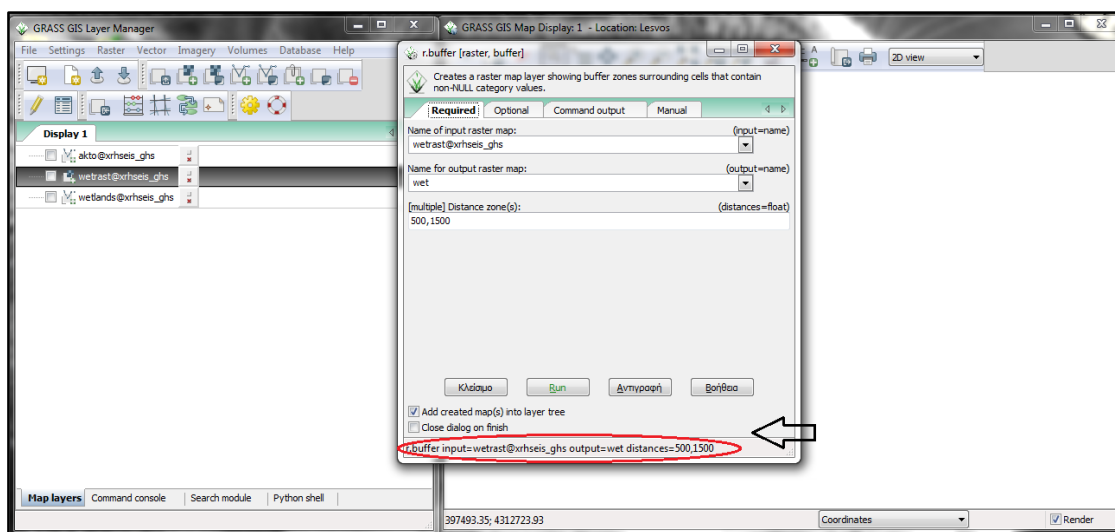 GRASS GIS Layer Manager
File Settings Raster Vector Imagery Volumes Database Help
Display 1
akto@xrhseis_ghs
wetrast@xrhseis_ghs
wetlands@xrhseis_ghs
Map layers Command console Search module Python shell
GRASS GIS Map Display: 1 - Location: Lesvos
2D view
r.buffer [raster, buffer]
Creates a raster map layer showing buffer zones surrounding cells that contain
non-NULL category values.
Required Optional Command output Manual
Name of input raster map: (input=name)
wetrast@xrhseis_ghs
Name for output raster map: (output=name)
wet
[multiple] Distance zone(s): (distances=float)
500,1500
Κλείσιμο Run Αντιγραφή Βοήθεια
Add created map(s) into layer tree
Close dialog on finish
r.buffer input=wetrast@xrhseis_ghs output=wet distances=500,1500
397493.35; 4312723.93 Coordinates Render